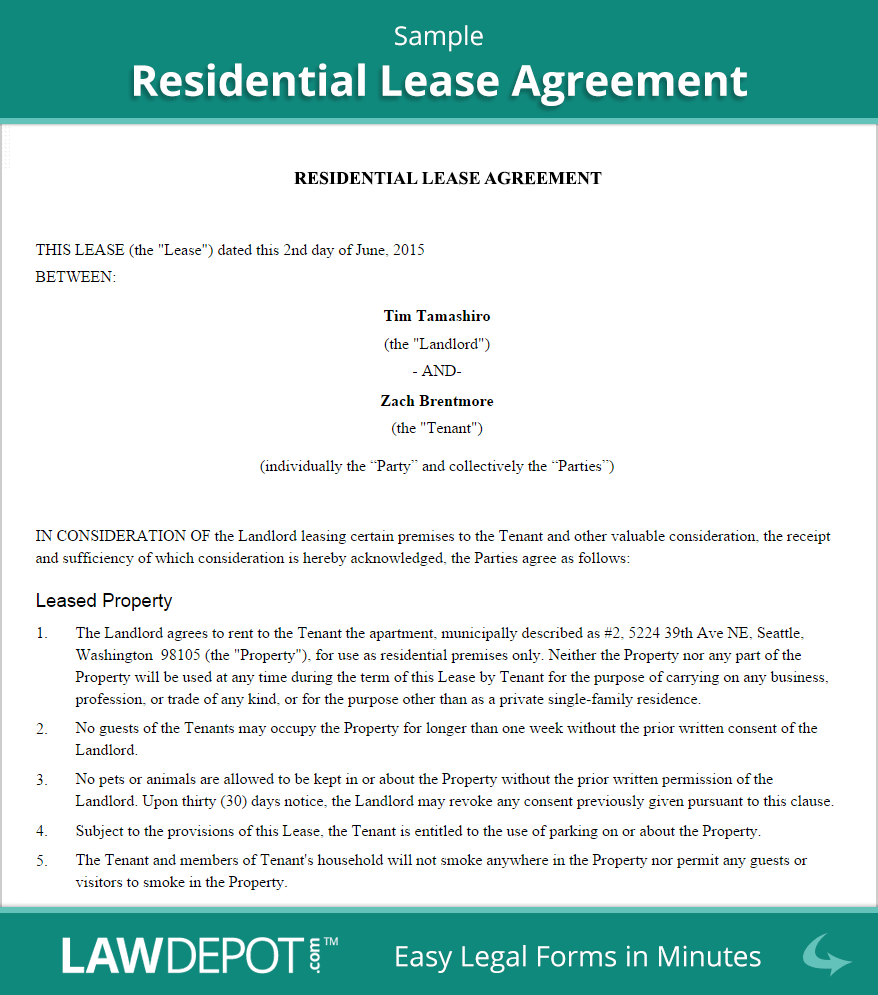 Sample
Residential Lease Agreement
RESIDENTIAL LEASE AGREEMENT
THIS LEASE (the "Lease") dated this 2nd day of June, 2015
BETWEEN:
Tim Tamashiro
(the "Landlord")
- AND-
Zach Brentmore
(the "Tenant")
(individually the “Party” and collectively the “Parties”)
IN CONSIDERATION OF the Landlord leasing certain premises to the Tenant and other valuable consideration, the receipt
and sufficiency of which consideration is hereby acknowledged, the Parties agree as follows:
Leased Property
1. The Landlord agrees to rent to the Tenant the apartment, municipally described as #2, 5224 39th Ave NE, Seattle,
Washington  98105 (the "Property"), for use as residential premises only. Neither the Property nor any part of the
Property will be used at any time during the term of this Lease by Tenant for the purpose of carrying on any business,
profession, or trade of any kind, or for the purpose other than as a private single-family residence.
2. No guests of the Tenants may occupy the Property for longer than one week without the prior written consent of the
Landlord.
3. No pets or animals are allowed to be kept in or about the Property without the prior written permission of the
Landlord. Upon thirty (30) days notice, the Landlord may revoke any consent previously given pursuant to this clause.
4. Subject to the provisions of this Lease, the Tenant is entitled to the use of parking on or about the Property.
5. The Tenant and members of Tenant's household will not smoke anywhere in the Property nor permit any guests or
visitors to smoke in the Property.
LAWDEPOT.com™ Easy Legal Forms in Minutes